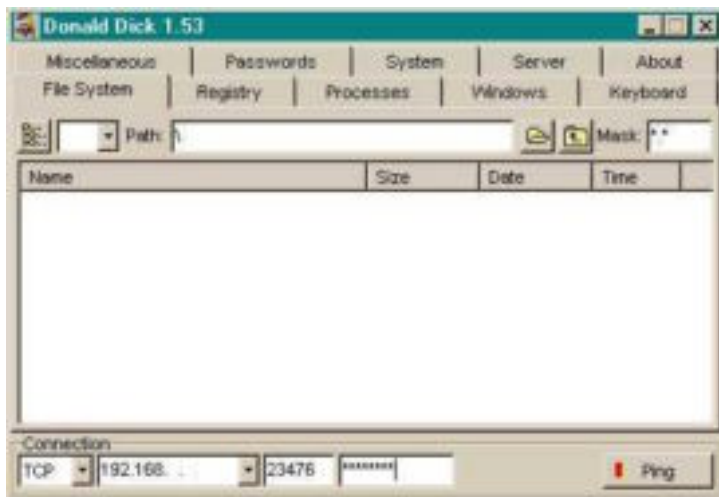 Donald Dick 1.53
Miscellaneous Passwords System Server About
File System Registry Processes Windows Keyboard
Path: \ Mask: *.*
Name Size Date Time
Connection
TCP 192.168. . 23476 ******** Ping